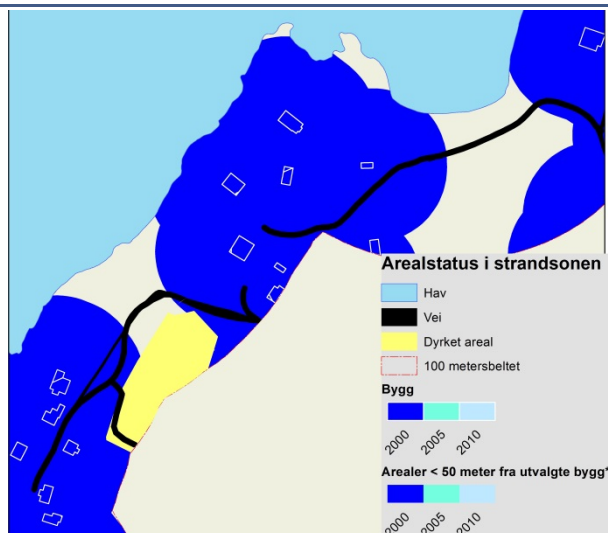 Arealstatus i strandsonen
Hav
Vei
Dyrket areal
100 metersbeltet
Bygg
2000 2005 2010
Arealer < 50 meter fra utvalgte bygg*
2000 2005 2010